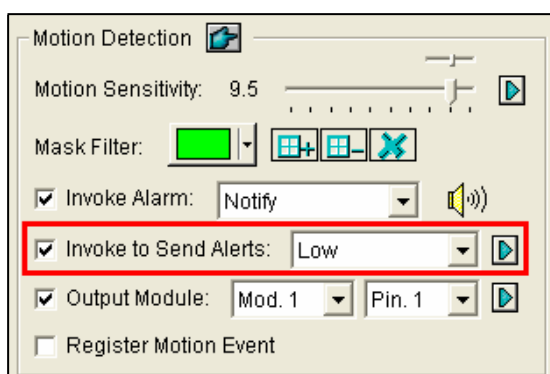 Motion Detection
Motion Sensitivity: 9.5
Mask Filter:
Invoke Alarm: Notify
Invoke to Send Alerts: Low
Output Module: Mod. 1 Pin. 1
Register Motion Event